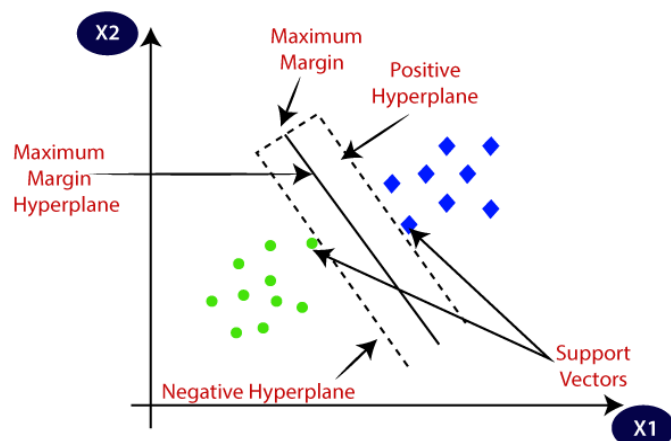 X2
Maximum
Margin
Positive
Hyperplane
Maximum
Margin
Hyperplane
Support
Vectors
Negative Hyperplane
X1